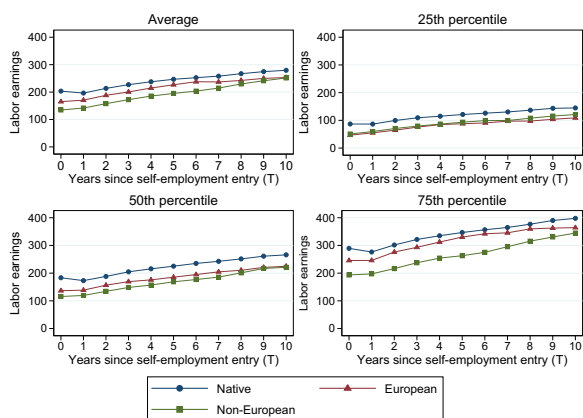 Average
Labor earnings
400
300
200
100
0
0 1 2 3 4 5 6 7 8 9 10
Years since self-employment entry (T)
25th percentile
Labor earnings
400
300
200
100
0
0 1 2 3 4 5 6 7 8 9 10
Years since self-employment entry (T)
50th percentile
Labor earnings
400
300
200
100
0
0 1 2 3 4 5 6 7 8 9 10
Years since self-employment entry (T)
75th percentile
Labor earnings
400
300
200
100
0
0 1 2 3 4 5 6 7 8 9 10
Years since self-employment entry (T)
Native
European
Non-European